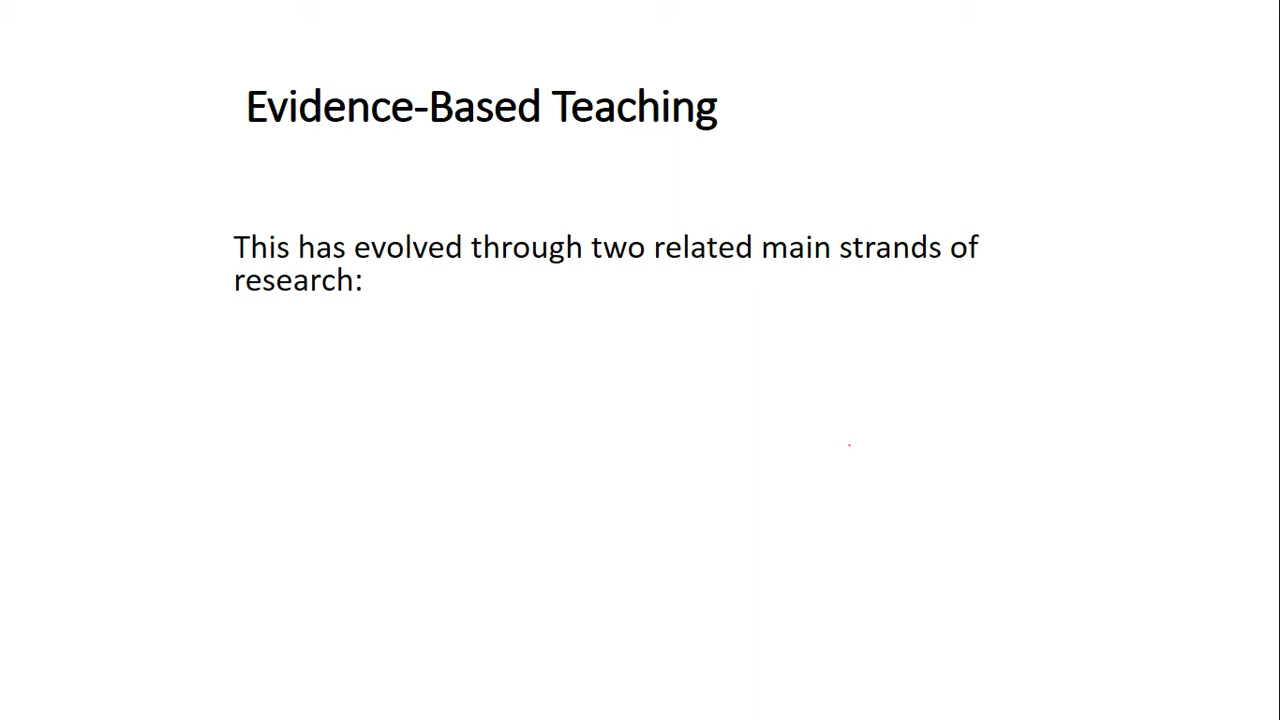 Evidence-Based Teaching
This has evolved through two related main strands of
research: